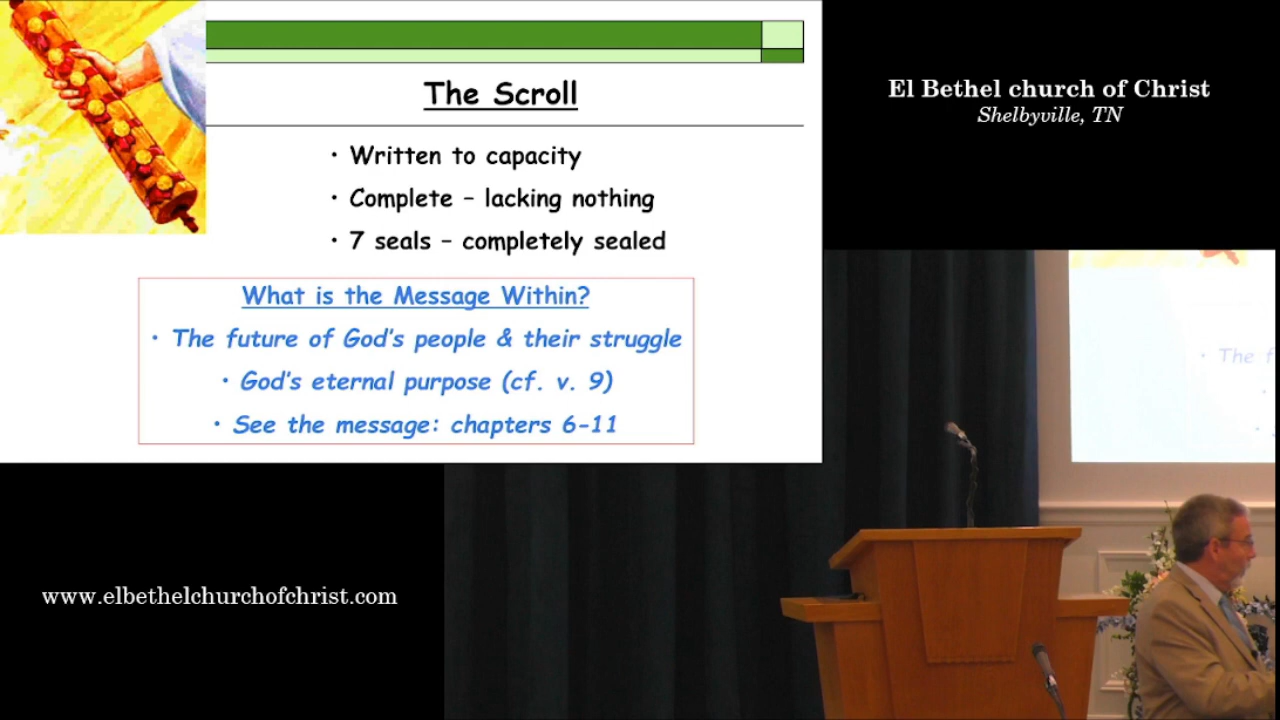 The Scroll
• Written to capacity
• Complete – lacking nothing
• 7 seals – completely sealed
What is the Message Within?
• The future of God's people & their struggle
• God's eternal purpose (cf. v. 9)
• See the message: chapters 6-11
El Bethel church of Christ
Shelbyville, TN
• The f
www.elbethelchurchofchrist.com